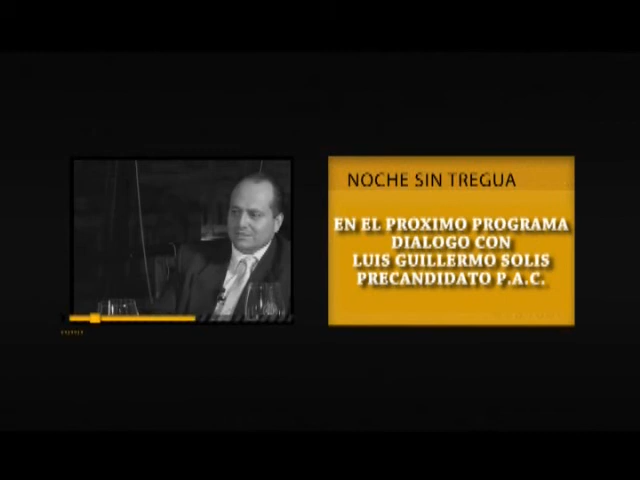 NOCHE SIN TREGUA
EN EL PROXIMO PROGRAMA
DIALOGO CON
LUIS GUILLERMO SOLIS
PRECANDIDATO P.A.C.